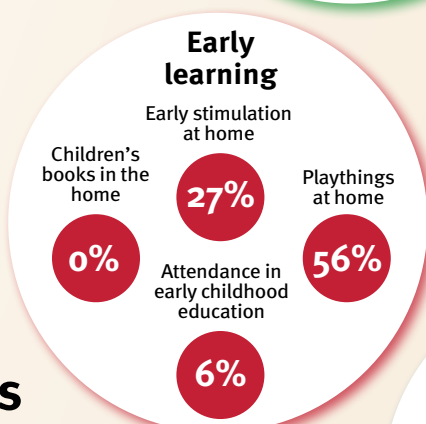 Early
learning
Early stimulation
at home
27%
Children's
books in the
home
0%
Playthings
at home
56%
Attendance in
early childhood
education
6%
s